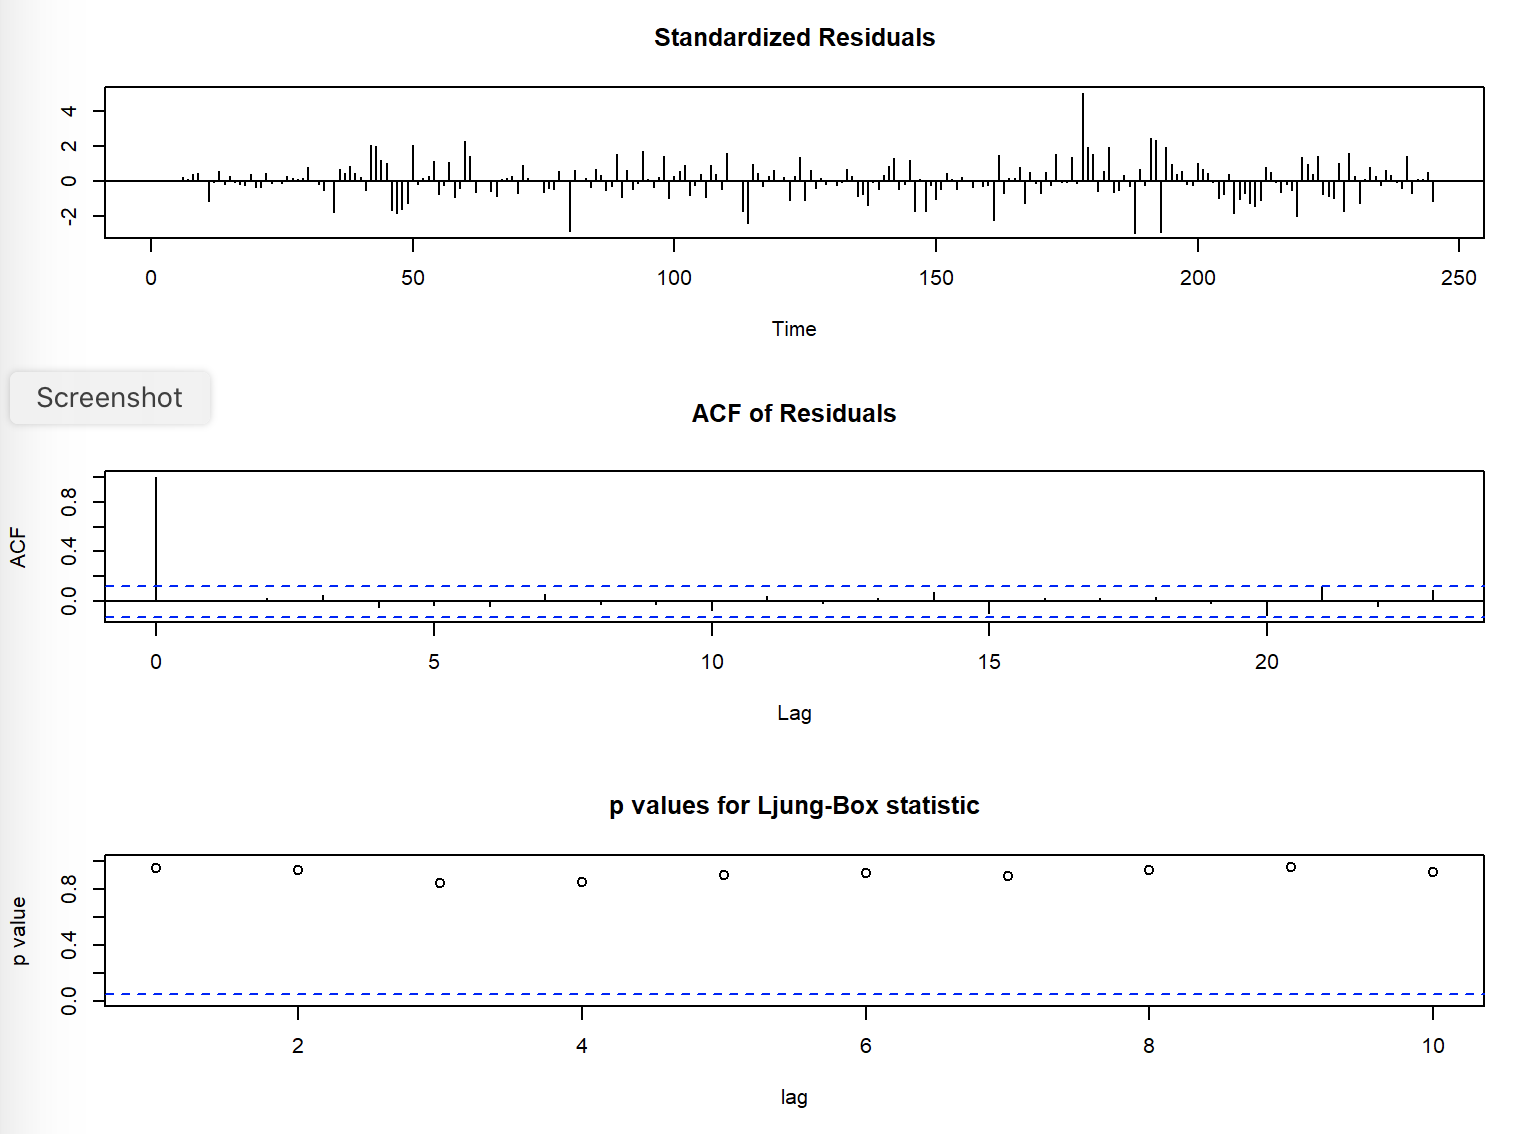 Standardized Residuals
4
2
0
-2
0 50 100 150 200 250
Time
Screenshot
ACF of Residuals
ACF
0.8
0.4
0.0
0 5 10 15 20
Lag
p values for Ljung-Box statistic
p value
0.8
0.4
0.0
2 4 6 8 10
lag